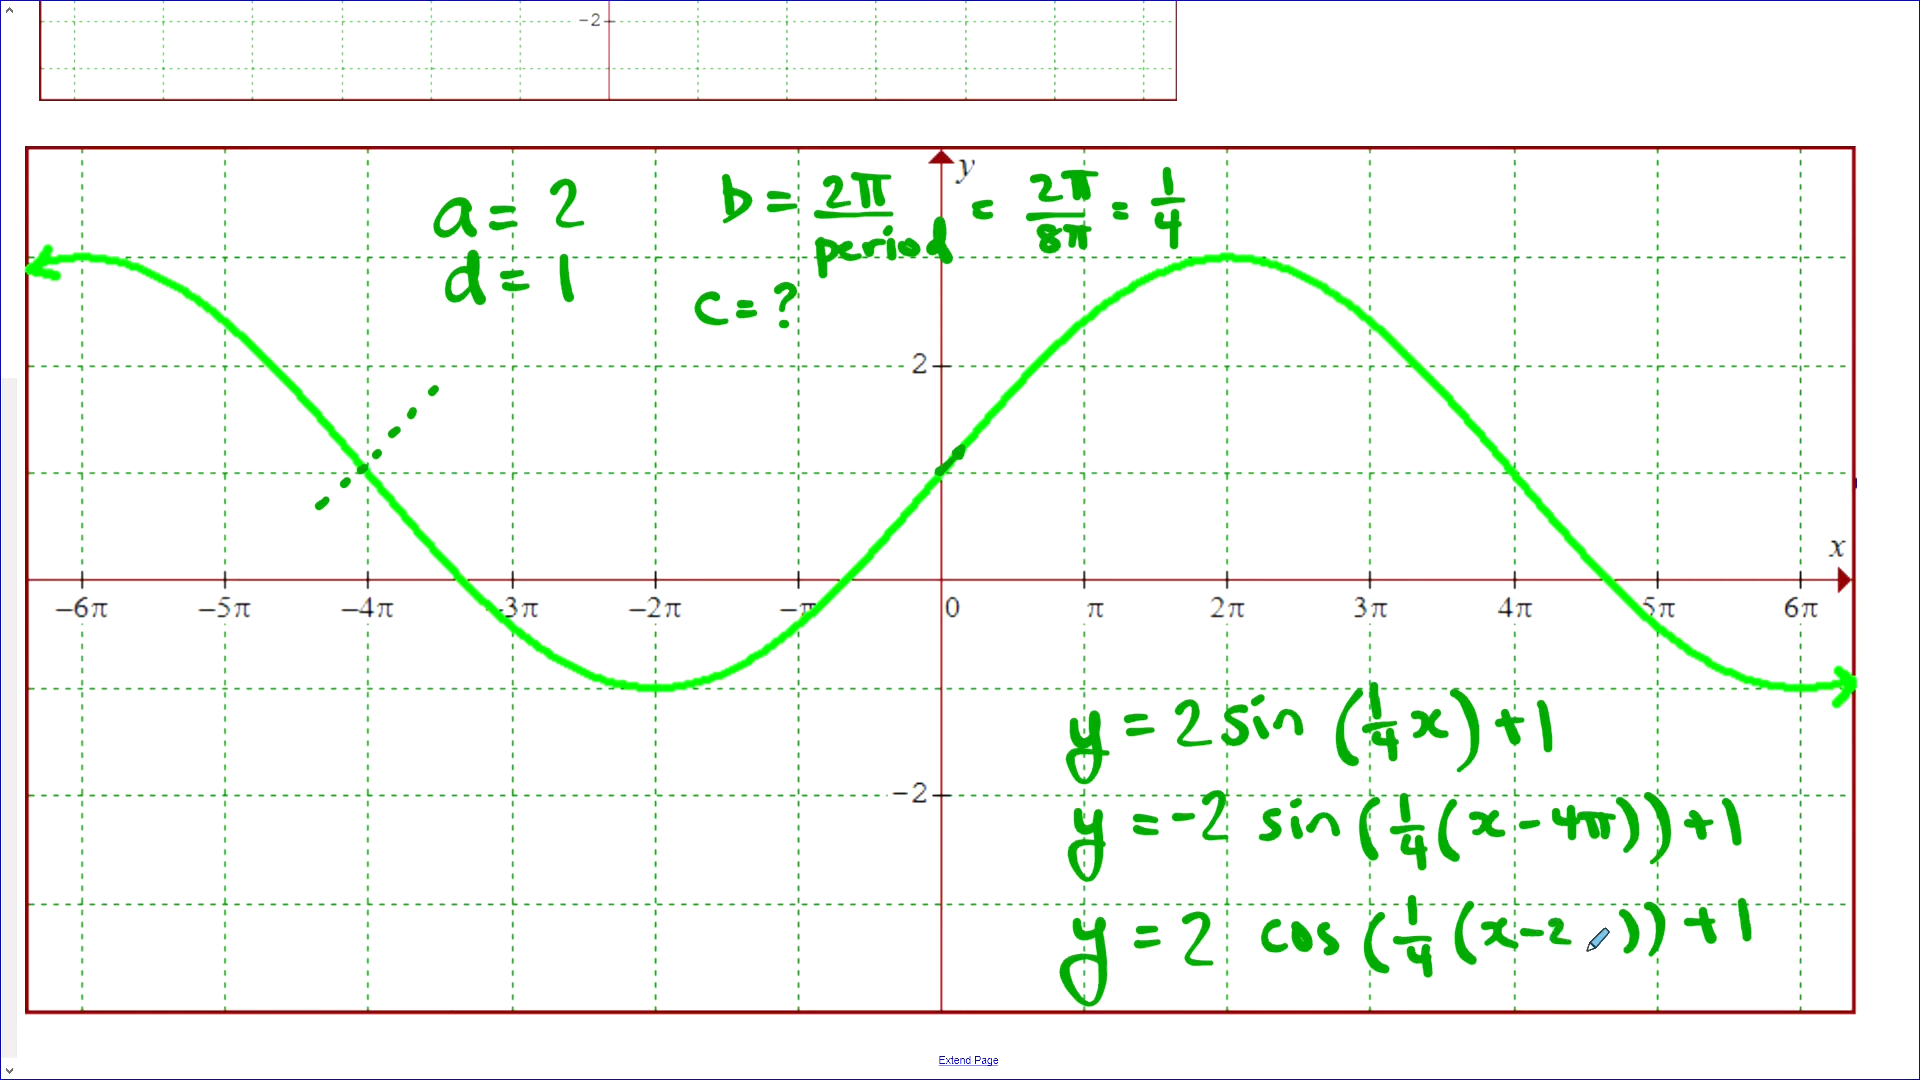 -2
y
a = 2
b = 2π/period = 2π/8π = 1/4
d = 1
c = ?
2
x
-6π -5π -4π -3π -2π -π 0 π 2π 3π 4π 5π 6π
y = 2 sin (1/4 x) + 1
-2
y = -2 sin (1/4 (x - 4π)) + 1
y = 2 cos (1/4 (x - 2 )) + 1
Extend Page